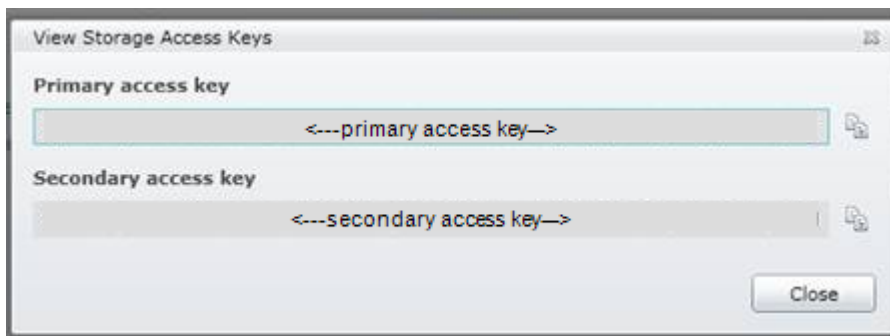 View Storage Access Keys
Primary access key
<---primary access key—>
Secondary access key
<---secondary access key—>
Close